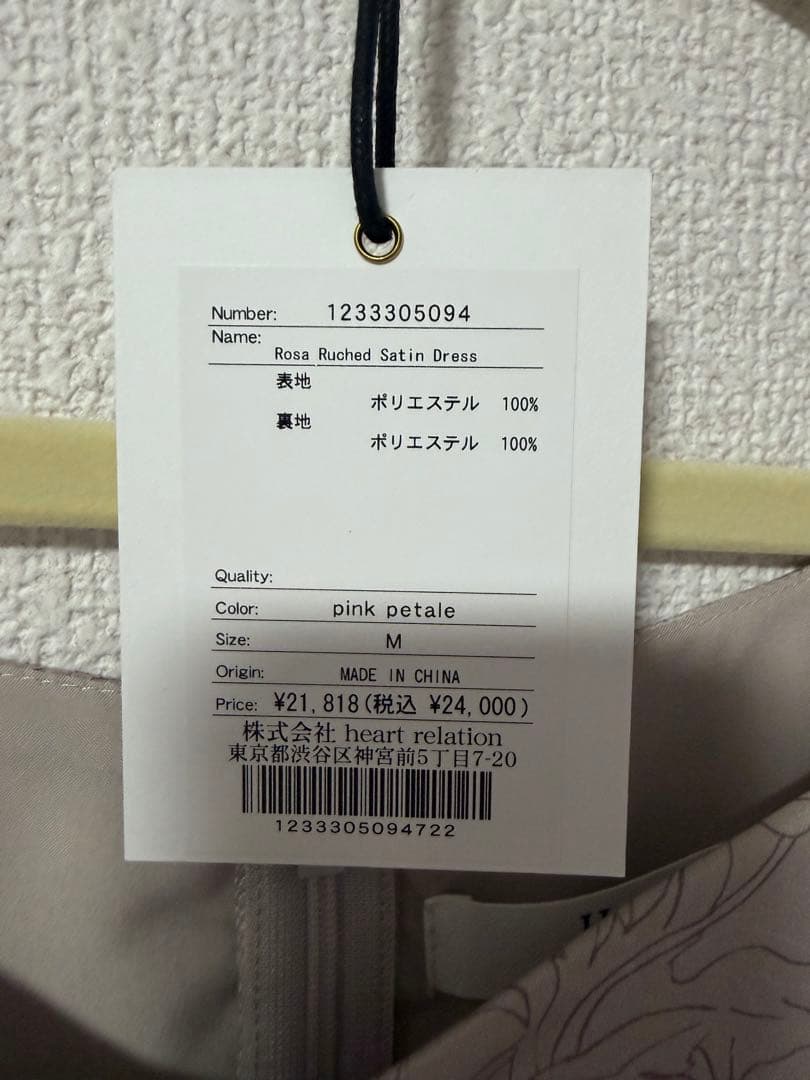 Number: 1233305094
Name:
Rosa Ruched Satin Dress
表地
ポリエステル 100%
裏地
ポリエステル 100%
Quality:
Color: pink petale
Size: M
Origin: MADE IN CHINA
Price: ¥21,818(税込 ¥24,000)
株式会社 heart relation
東京都渋谷区神宮前5丁目7-20
1233305094722